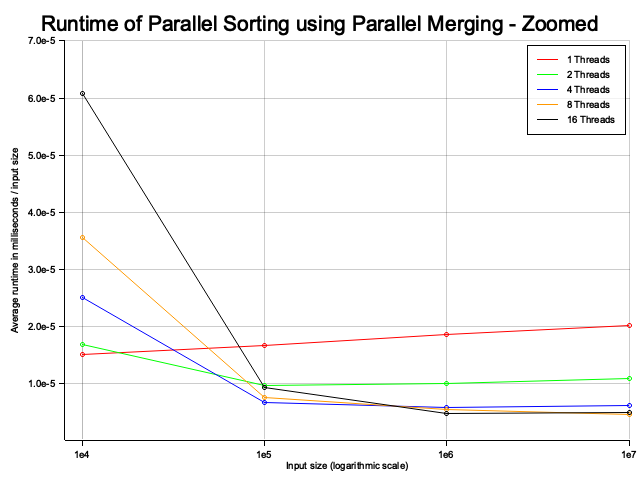 Runtime of Parallel Sorting using Parallel Merging - Zoomed
7.0e-5
6.0e-5
5.0e-5
4.0e-5
3.0e-5
2.0e-5
1.0e-5
Average runtime in milliseconds / input size
1 Threads
2 Threads
4 Threads
8 Threads
16 Threads
1e4
1e5
1e6
1e7
Input size (logarithmic scale)